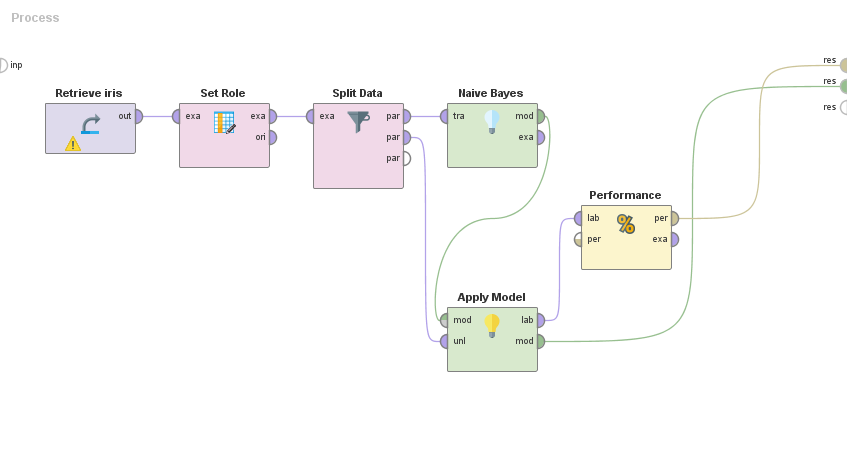 Process
inp
res
res
res
Retrieve iris
out
Set Role
exa
exa
ori
Split Data
exa
par
par
par
Naive Bayes
tra
mod
exa
Performance
lab
per
per
exa
%
Apply Model
mod
lab
unl
mod